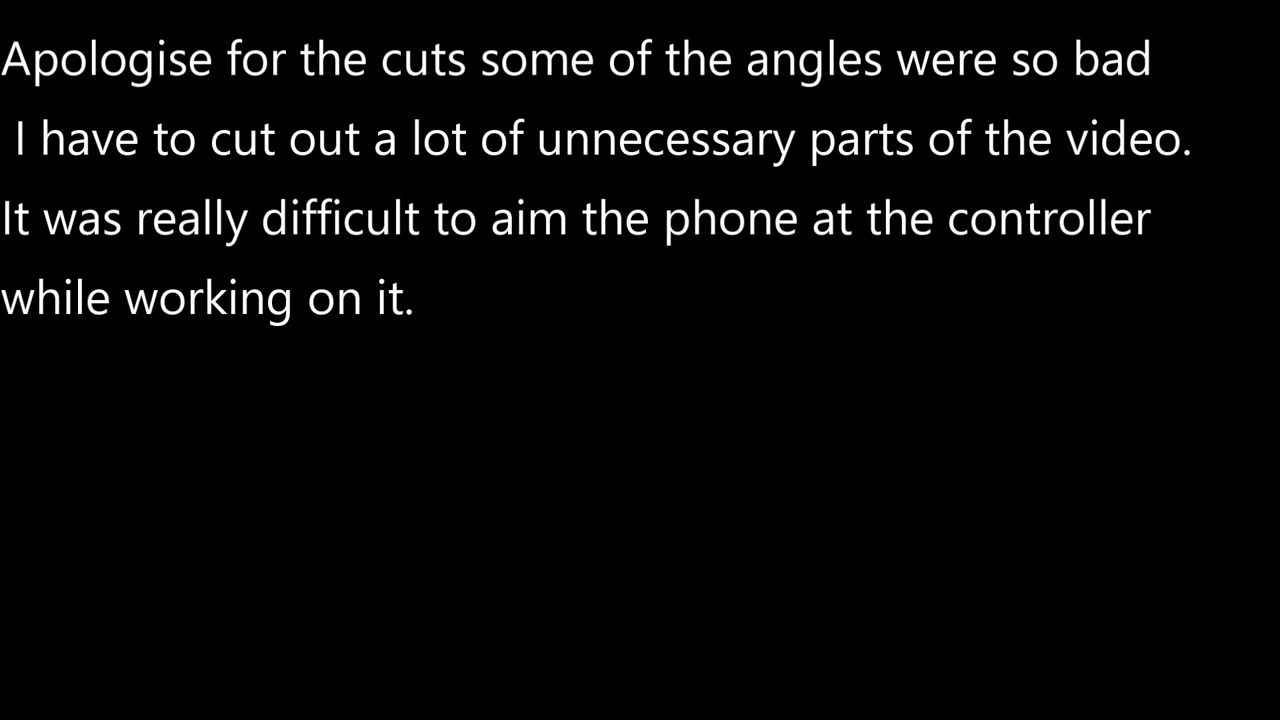 Apologise for the cuts some of the angles were so bad
I have to cut out a lot of unnecessary parts of the video.
It was really difficult to aim the phone at the controller
while working on it.